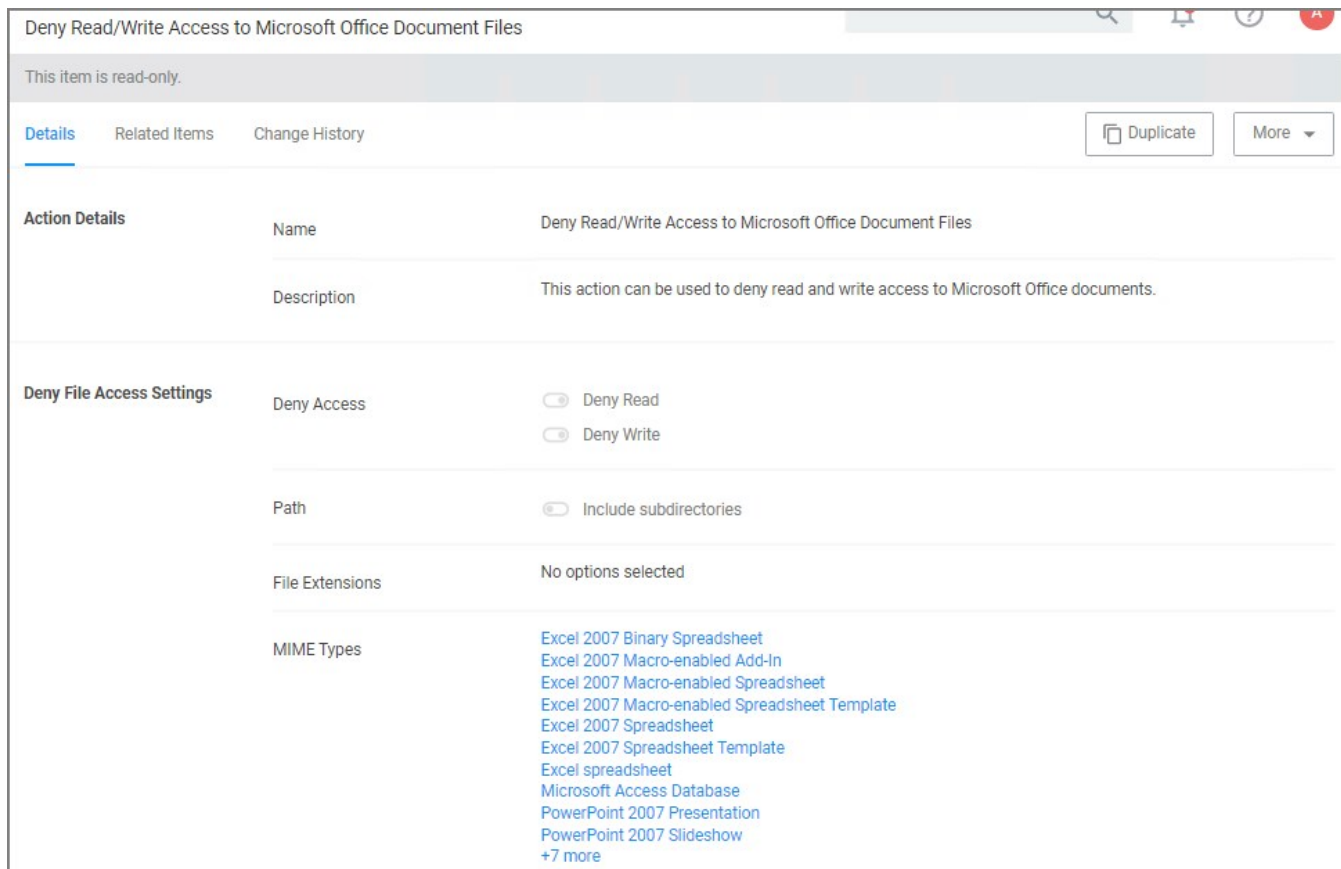 Deny Read/Write Access to Microsoft Office Document Files
A
This item is read-only.
Details Related Items Change History Duplicate More
Action Details
Name Deny Read/Write Access to Microsoft Office Document Files
Description This action can be used to deny read and write access to Microsoft Office documents.
Deny File Access Settings
Deny Access Deny Read
Deny Write
Path Include subdirectories
File Extensions No options selected
MIME Types Excel 2007 Binary Spreadsheet
Excel 2007 Macro-enabled Add-In
Excel 2007 Macro-enabled Spreadsheet
Excel 2007 Macro-enabled Spreadsheet Template
Excel 2007 Spreadsheet
Excel 2007 Spreadsheet Template
Excel spreadsheet
Microsoft Access Database
PowerPoint 2007 Presentation
PowerPoint 2007 Slideshow
+7 more